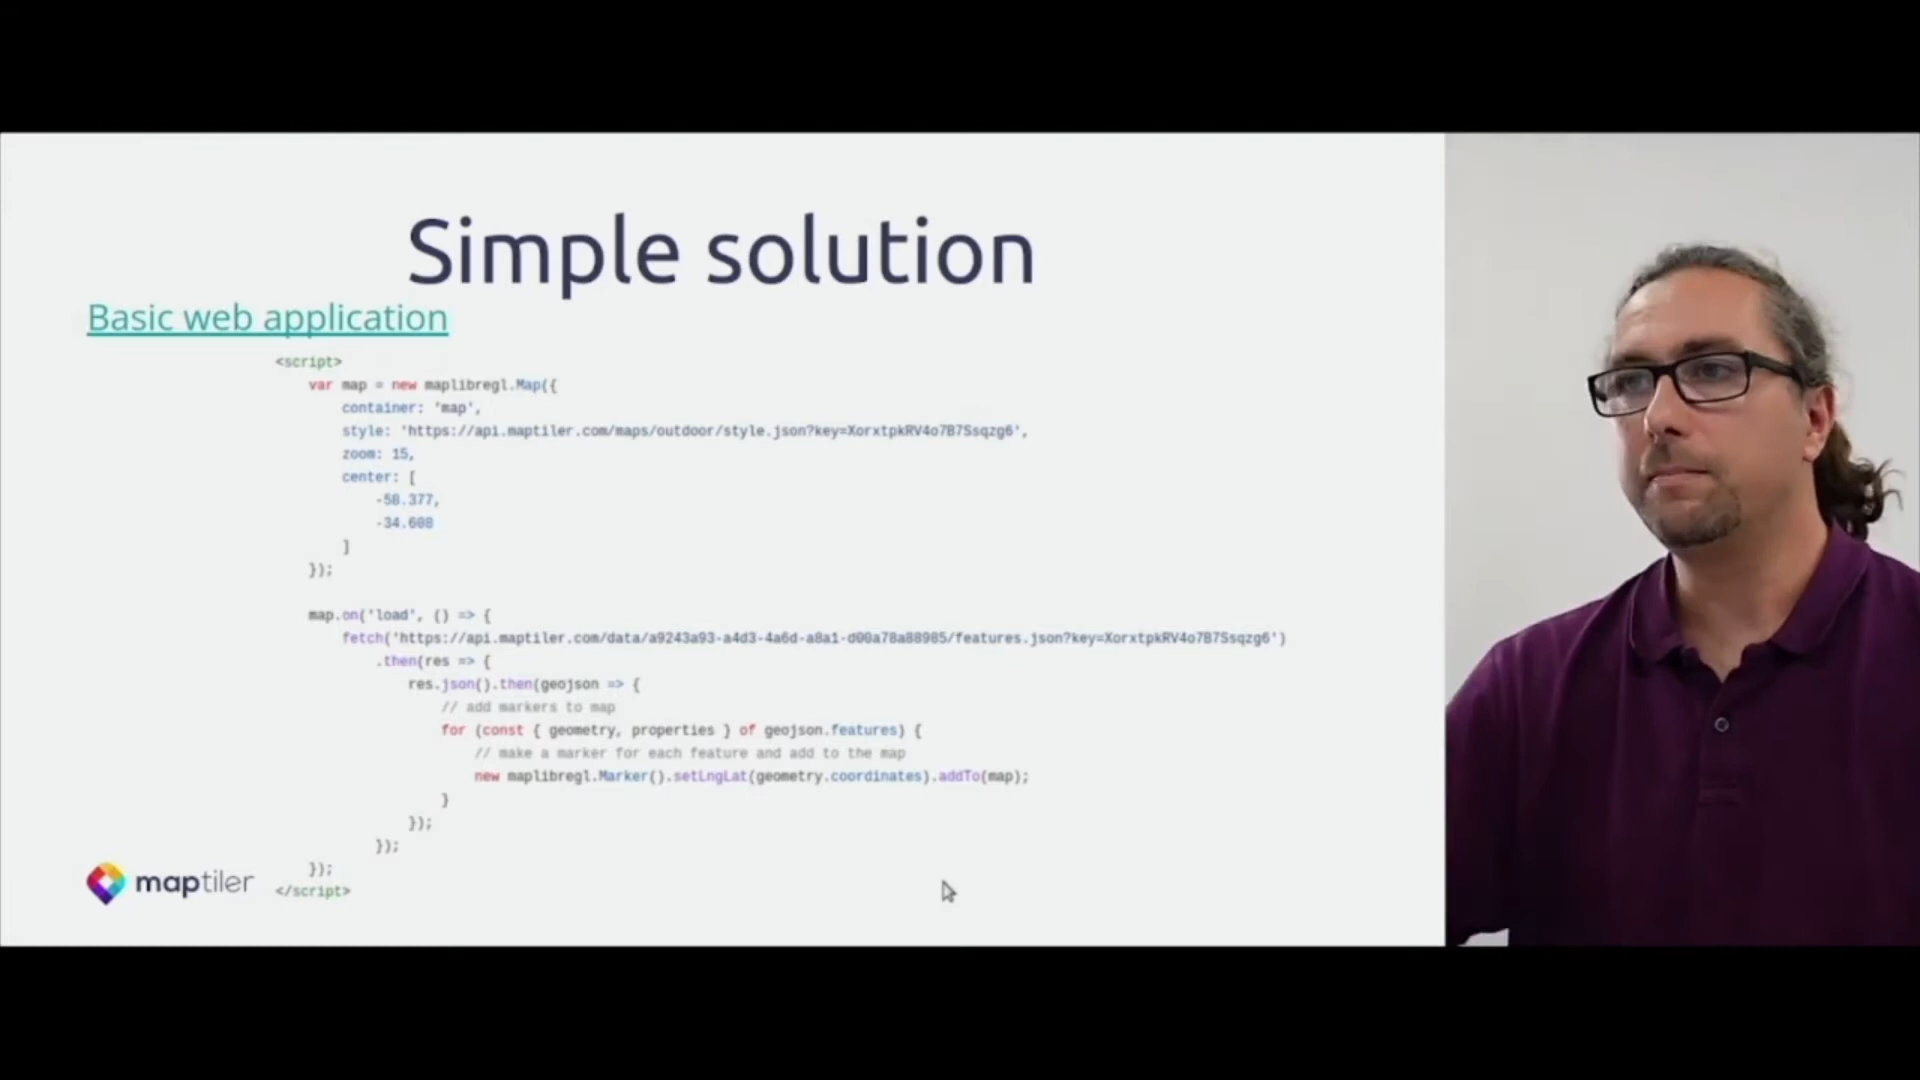 Simple solution
Basic web application
<script>
var map = new maplibregl.Map({
container: 'map',
style: 'https://api.maptiler.com/maps/outdoor/style.json?key=XorxtpkRV4o7B7Ssqzg6',
zoom: 15,
center: [
-58.377,
-34.608
]
});
map.on('load', () => {
fetch('https://api.maptiler.com/data/a9243a93-a4d3-4a6d-a8a1-d00a78a88985/features.json?key=XorxtpkRV4o7B7Ssqzg6')
.then(res => {
res.json().then(geojson => {
// add markers to map
for (const { geometry, properties } of geojson.features) {
// make a marker for each feature and add to the map
new maplibregl.Marker().setLngLat(geometry.coordinates).addTo(map);
}
});
});
});
</script>
maptiler